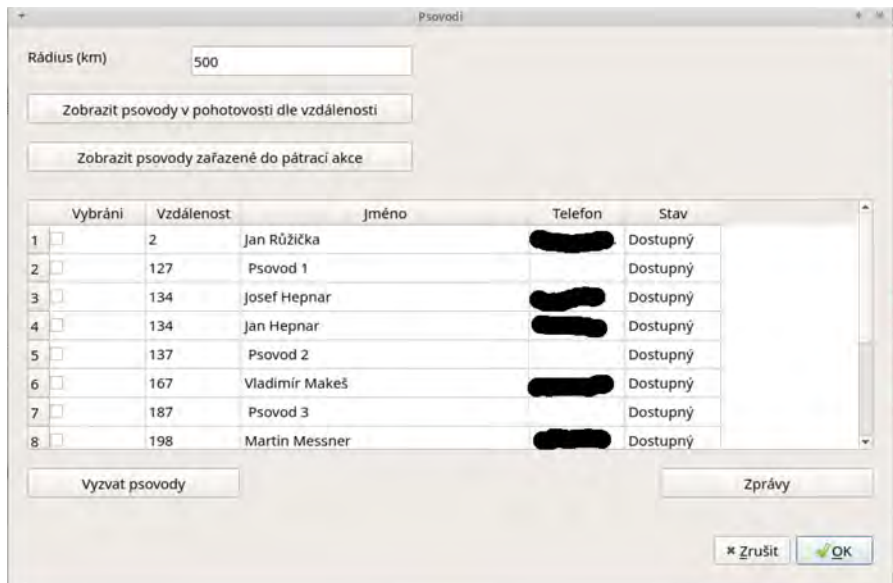 Psovodi
Rádius (km) 500
Zobrazit psovody v pohotovosti dle vzdálenosti
Zobrazit psovody zařazené do pátrací akce
Vybráni Vzdálenost Jméno Telefon Stav
1 2 Jan Růžička Dostupný
2 127 Psovod 1 Dostupný
3 134 Josef Hepnar Dostupný
4 134 Jan Hepnar Dostupný
5 137 Psovod 2 Dostupný
6 167 Vladimír Makeš Dostupný
7 187 Psovod 3 Dostupný
8 198 Martin Messner Dostupný
Vyzvat psovody Zprávy
Zrušit OK